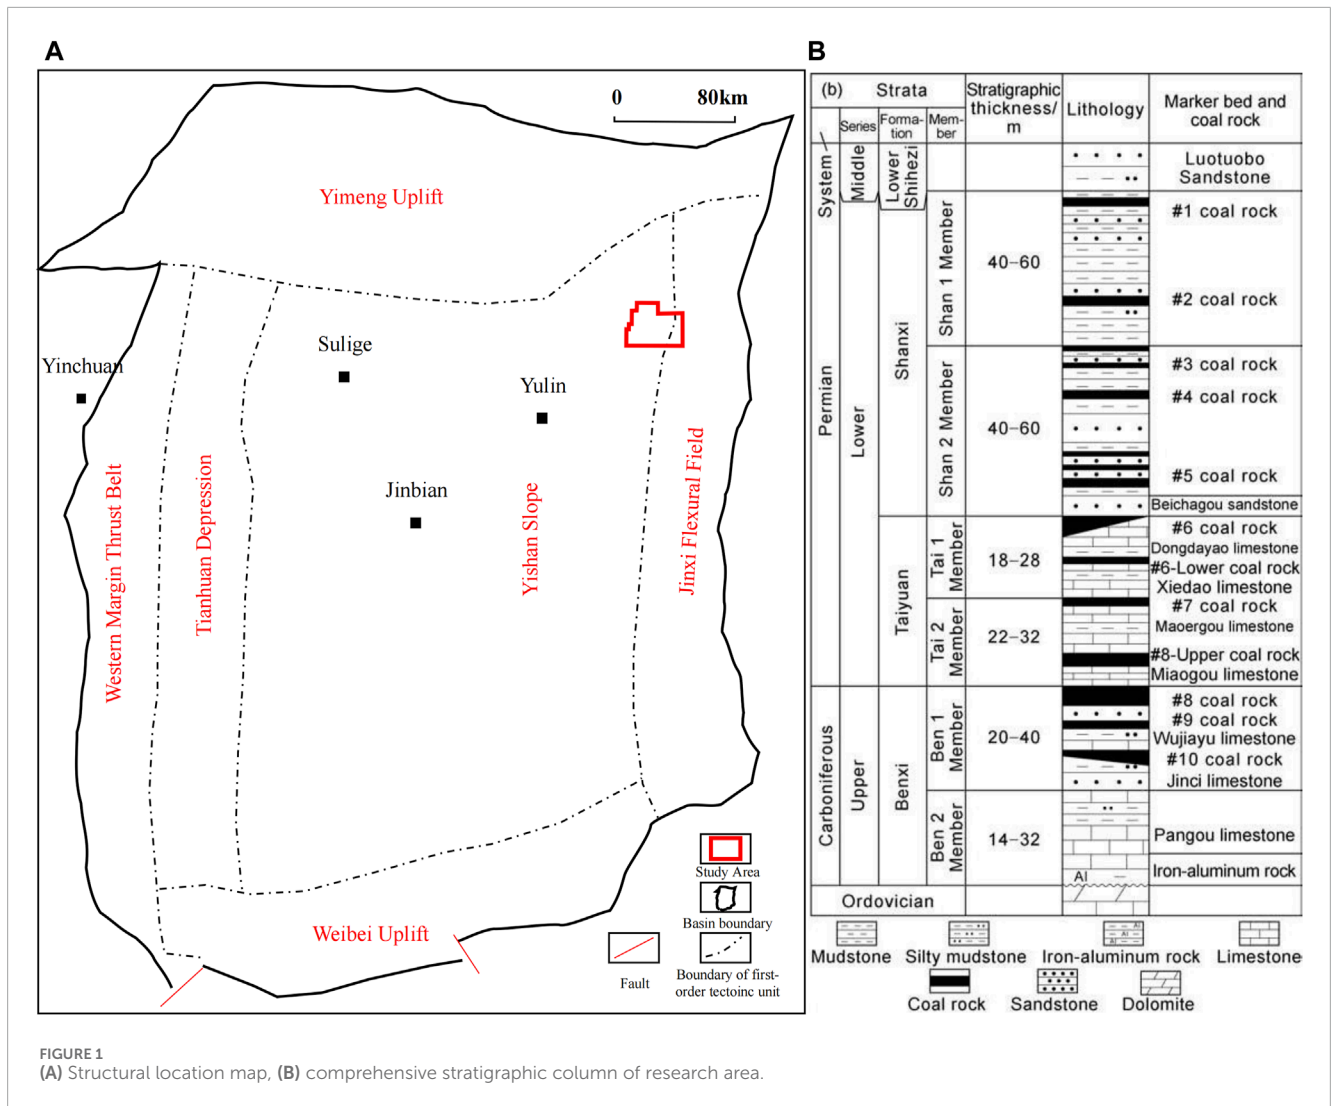 A
0 80km
Yimeng Uplift
Sulige
Yinchuan
Yulin
Jinbian
Western Margin Thrust Belt
Tianhuan Depression
Yishan Slope
Jinxi Flexural Field
Weibei Uplift
Study Area
Basin boundary
Fault
Boundary of first-
order tectoinc unit
B
(b)
Strata
System
Series
Forma-
tion
Mem-
ber
Stratigraphic
thickness/
m
Lithology
Marker bed and
coal rock
Permian
Carboniferous
Middle
Lower
Upper
Lower
Shihezi
Shanxi
Taiyuan
Benxi
Shan 1 Member
Shan 2 Member
Tai 1
Member
Tai 2
Member
Ben 1
Member
Ben 2
Member
Ordovician
40–60
40–60
18–28
22–32
20–40
14–32
Al
Luotuobo
Sandstone
#1 coal rock
#2 coal rock
#3 coal rock
#4 coal rock
#5 coal rock
Beichagou sandstone
#6 coal rock
Dongdayao limestone
#6-Lower coal rock
Xiedao limestone
#7 coal rock
Maoergou limestone
#8-Upper coal rock
Miaogou limestone
#8 coal rock
#9 coal rock
Wujiayu limestone
#10 coal rock
Jinci limestone
Pangou limestone
Iron-aluminum rock
Al
Al
Al
Mudstone Silty mudstone Iron-aluminum rock Limestone
Coal rock Sandstone Dolomite
FIGURE 1
(A) Structural location map, (B) comprehensive stratigraphic column of research area.